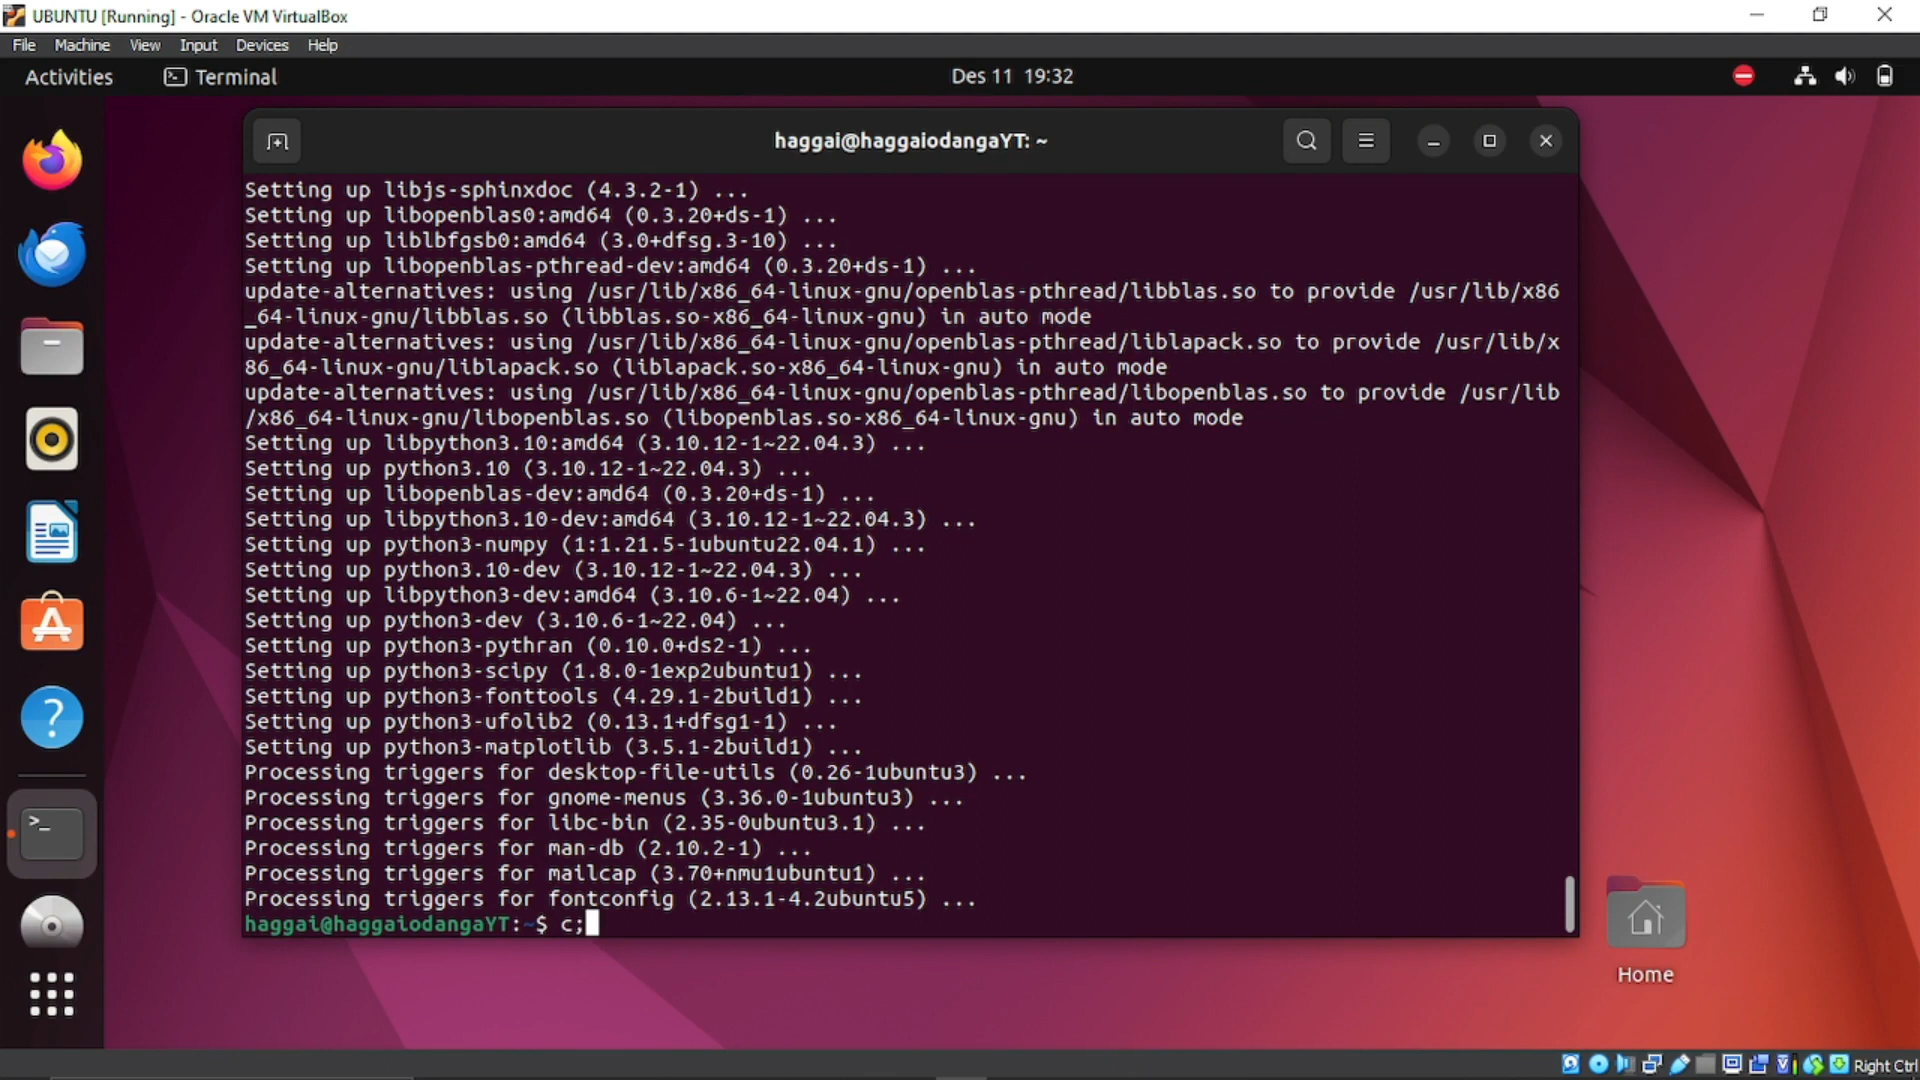 UBUNTU [Running] - Oracle VM VirtualBox
File Machine View Input Devices Help
Activities Terminal Des 11 19:32
haggai@haggaiodangaYT: ~
Setting up libjs-sphinxdoc (4.3.2-1) ...
Setting up libopenblas0:amd64 (0.3.20+ds-1) ...
Setting up liblbfgsb0:amd64 (3.0+dfsg.3-10) ...
Setting up libopenblas-pthread-dev:amd64 (0.3.20+ds-1) ...
update-alternatives: using /usr/lib/x86_64-linux-gnu/openblas-pthread/libblas.so to provide /usr/lib/x86
_64-linux-gnu/libblas.so (libblas.so-x86_64-linux-gnu) in auto mode
update-alternatives: using /usr/lib/x86_64-linux-gnu/openblas-pthread/liblapack.so to provide /usr/lib/x
86_64-linux-gnu/liblapack.so (liblapack.so-x86_64-linux-gnu) in auto mode
update-alternatives: using /usr/lib/x86_64-linux-gnu/openblas-pthread/libopenblas.so to provide /usr/lib
/x86_64-linux-gnu/libopenblas.so (libopenblas.so-x86_64-linux-gnu) in auto mode
Setting up libpython3.10:amd64 (3.10.12-1~22.04.3) ...
Setting up python3.10 (3.10.12-1~22.04.3) ...
Setting up libopenblas-dev:amd64 (0.3.20+ds-1) ...
Setting up libpython3.10-dev:amd64 (3.10.12-1~22.04.3) ...
Setting up python3-numpy (1:1.21.5-1ubuntu22.04.1) ...
Setting up python3.10-dev (3.10.12-1~22.04.3) ...
Setting up libpython3-dev:amd64 (3.10.6-1~22.04) ...
Setting up python3-dev (3.10.6-1~22.04) ...
Setting up python3-pythran (0.10.0+ds2-1) ...
Setting up python3-scipy (1.8.0-1exp2ubuntu1) ...
Setting up python3-fonttools (4.29.1-2build1) ...
Setting up python3-ufolib2 (0.13.1+dfsg1-1) ...
Setting up python3-matplotlib (3.5.1-2build1) ...
Processing triggers for desktop-file-utils (0.26-1ubuntu3) ...
Processing triggers for gnome-menus (3.36.0-1ubuntu3) ...
Processing triggers for libc-bin (2.35-0ubuntu3.1) ...
Processing triggers for man-db (2.10.2-1) ...
Processing triggers for mailcap (3.70+nmu1ubuntu1) ...
Processing triggers for fontconfig (2.13.1-4.2ubuntu5) ...
haggai@haggaiodangaYT:~$ c;
Home
Right Ctrl